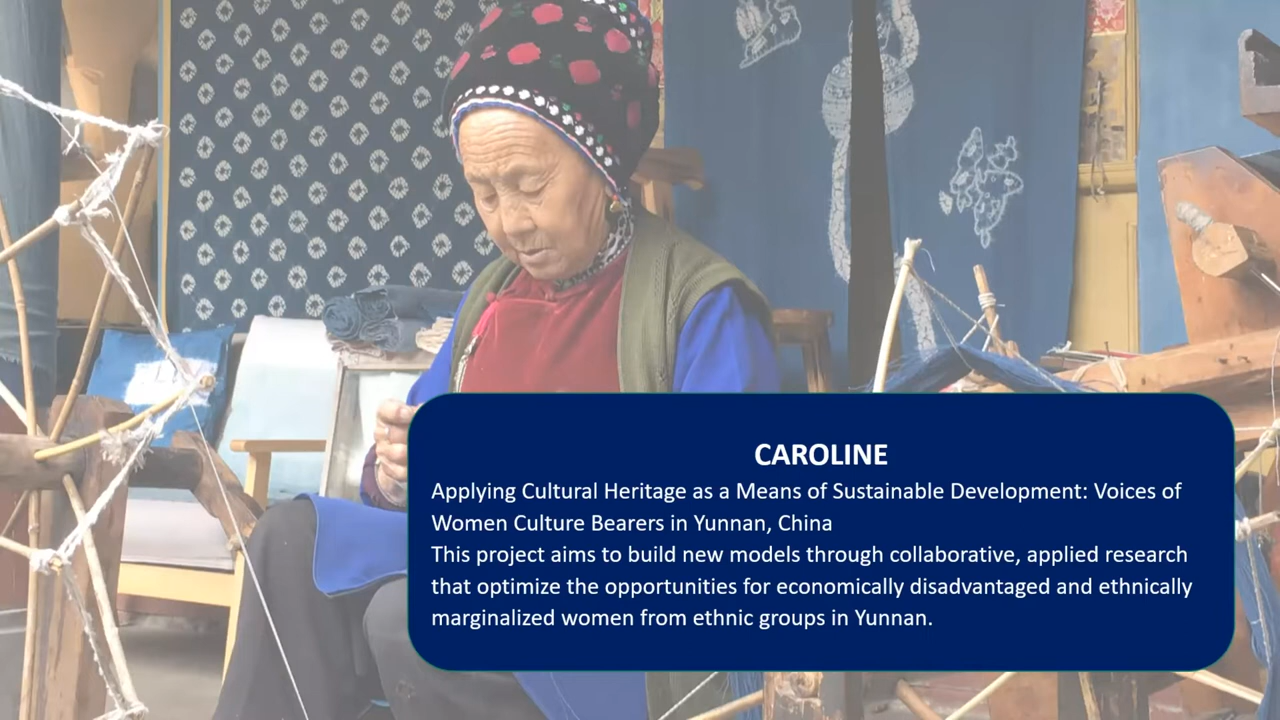 CAROLINE
Applying Cultural Heritage as a Means of Sustainable Development: Voices of
Women Culture Bearers in Yunnan, China
This project aims to build new models through collaborative, applied research
that optimize the opportunities for economically disadvantaged and ethnically
marginalized women from ethnic groups in Yunnan.